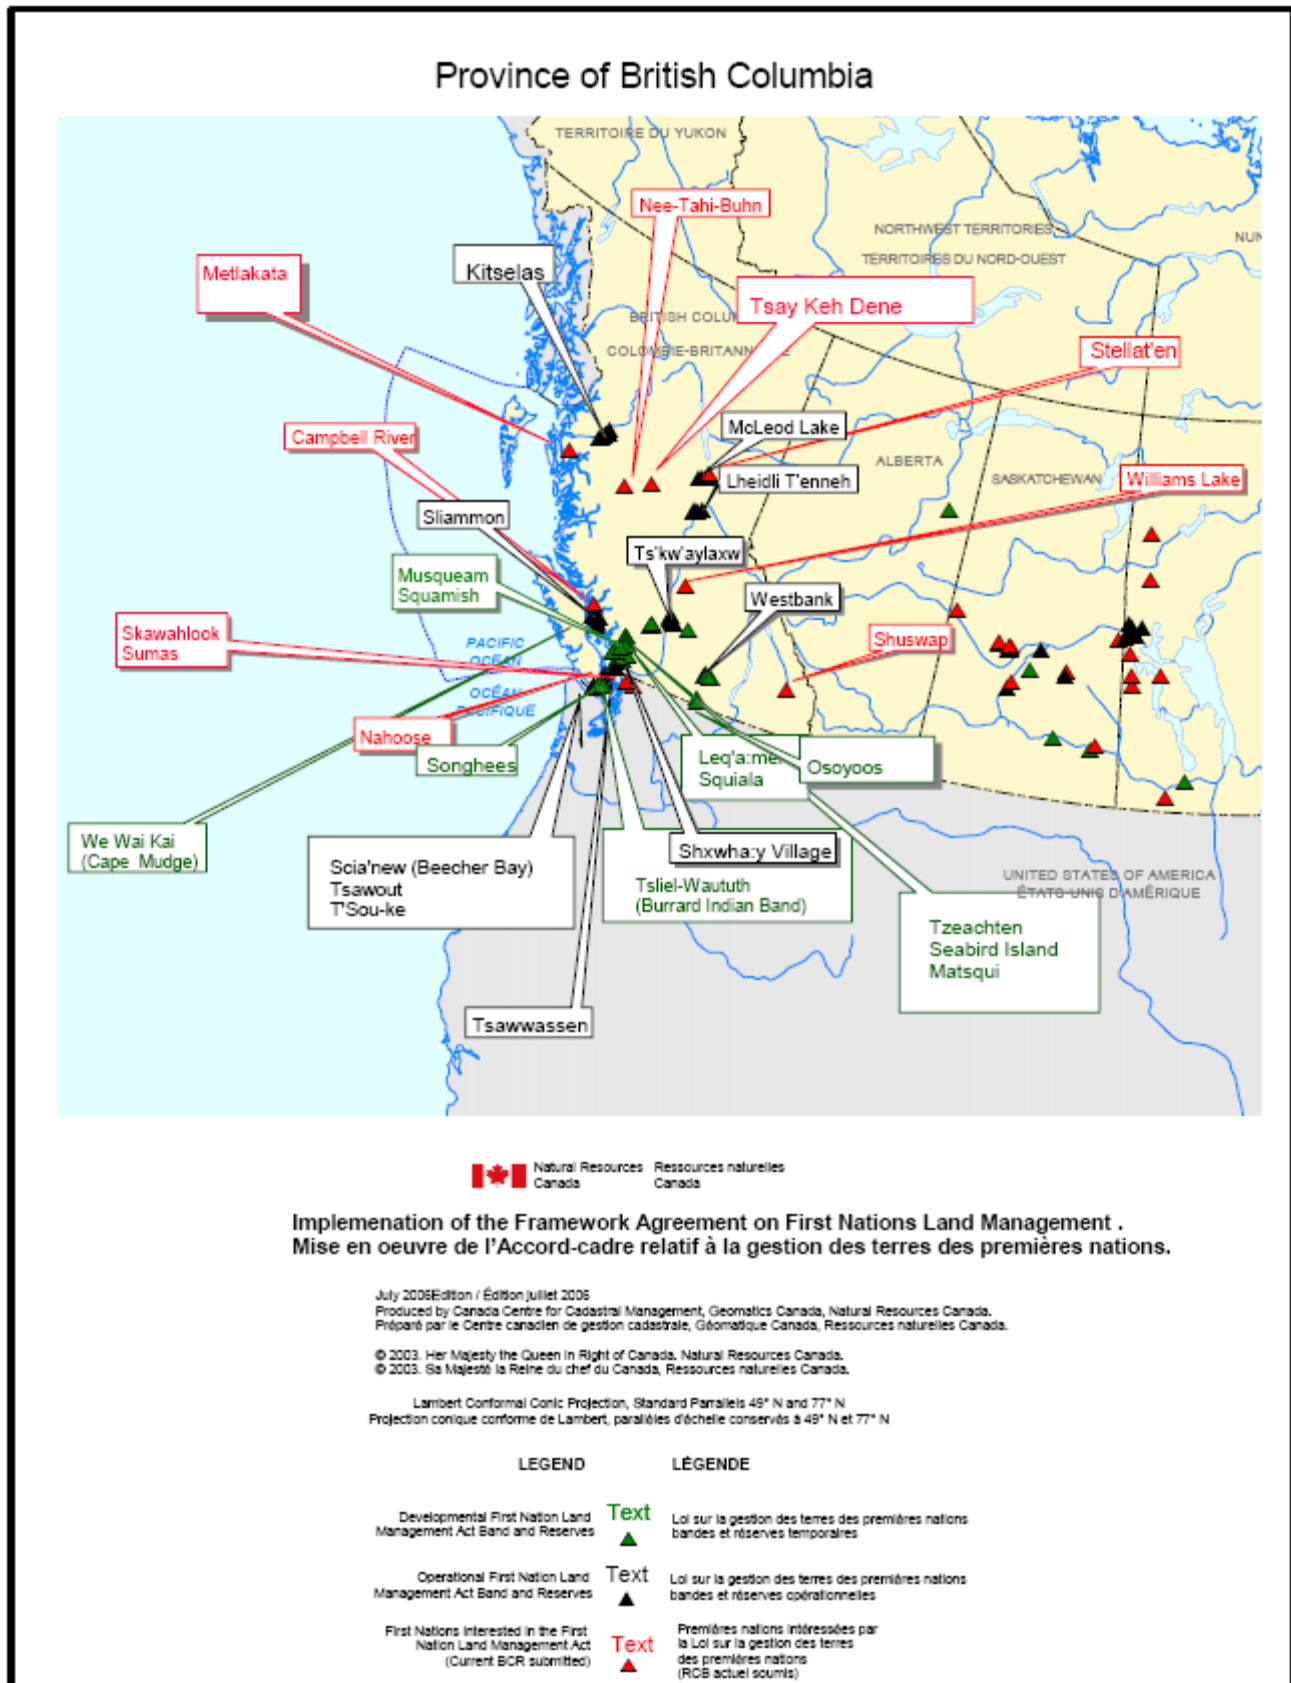 Province of British Columbia
TERRITOIRE DU YUKON
Nee-Tahi-Buhn
NORTHWEST TERRITORIES
TERRITOIRES DU NORD-OUEST
NUN
Metlakata
Kitselas
Tsay Keh Dene
BRITISH COLU
COLOMBIE-BRITANN E
Stellat'en
Campbell River
McLeod Lake
ALBERTA
Lheidli T'enneh
SASKATCHEWAN
Williams Lake
Sliammon
Ts'kw'aylaxw
Musqueam
Squamish
Westbank
Skawahlook
Sumas
PACIFIC
OCEAN
Shuswap
OCÉAN
PACIFIQUE
Nahoose
Songhees
Leq'a:mel
Squiala
Osoyoos
We Wai Kai
(Cape Mudge)
Scia'new (Beecher Bay)
Tsawout
T'Sou-ke
Shxwha:y Village
Tsliel-Waututh
(Burrard Indian Band)
UNITED STATES OF AMERICA
ÉTATS-UNIS D'AMÉRIQUE
Tzeachten
Seabird Island
Matsqui
Tsawwassen
Natural Resources Ressources naturelles
Canada Canada
Implemenation of the Framework Agreement on First Nations Land Management .
Mise en oeuvre de l'Accord-cadre relatif à la gestion des terres des premières nations.
July 2006Edition / Édition juillet 2006
Produced by Canada Centre for Cadastral Management, Geomatics Canada, Natural Resources Canada.
Préparé par le Centre canadien de gestion cadastrale, Géomatique Canada, Ressources naturelles Canada.
© 2003. Her Majesty the Queen in Right of Canada. Natural Resources Canada.
© 2003. Sa Majesté la Reine du chef du Canada, Ressources naturelles Canada.
Lambert Conformal Conic Projection, Standard Parrallels 49° N and 77° N
Projection conique conforme de Lambert, parallèles d'échelle conservés à 49° N et 77° N
LEGEND LÉGENDE
Developmental First Nation Land
Management Act Band and Reserves
Text
Loi sur la gestion des terres des premières nations
bandes et réserves temporaires
Operational First Nation Land
Management Act Band and Reserves
Text
Loi sur la gestion des terres des premières nations
bandes et réserves opérationnelles
First Nations Interested in the First
Nation Land Management Act
(Current BCR submitted)
Text
Premières nations intéressées par
la Loi sur la gestion des terres
des premières nations
(RCB actuel soumis)